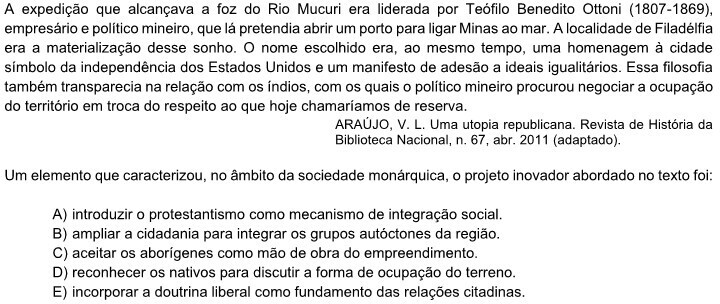 A expedição que alcançava a foz do Rio Mucuri era liderada por Teófilo Benedito Ottoni (1807-1869),
empresário e político mineiro, que lá pretendia abrir um porto para ligar Minas ao mar. A localidade de Filadélfia
era a materialização desse sonho. O nome escolhido era, ao mesmo tempo, uma homenagem à cidade
símbolo da independência dos Estados Unidos e um manifesto de adesão a ideais igualitários. Essa filosofia
também transparecia na relação com os índios, com os quais o político mineiro procurou negociar a ocupação
do território em troca do respeito ao que hoje chamaríamos de reserva.
ARAÚJO, V. L. Uma utopia republicana. Revista de História da
Biblioteca Nacional, n. 67, abr. 2011 (adaptado).
Um elemento que caracterizou, no âmbito da sociedade monárquica, o projeto inovador abordado no texto foi:
A) introduzir o protestantismo como mecanismo de integração social.
B) ampliar a cidadania para integrar os grupos autóctones da região.
C) aceitar os aborígenes como mão de obra do empreendimento.
D) reconhecer os nativos para discutir a forma de ocupação do terreno.
E) incorporar a doutrina liberal como fundamento das relações citadinas.